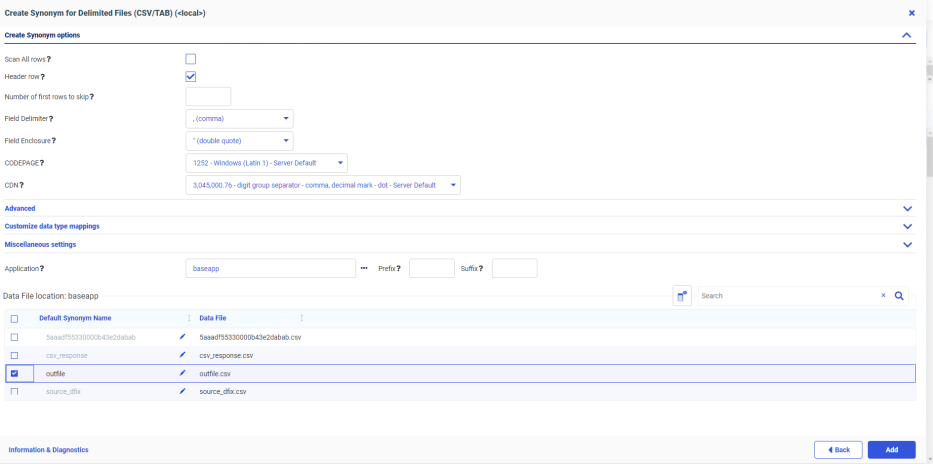 Create Synonym for Delimited Files (CSV/TAB) (<local>)
Create Synonym options
Scan All rows?
Header row?
Number of first rows to skip?
Field Delimiter? , (comma)
Field Enclosure? " (double quote)
CODEPAGE? 1252 - Windows (Latin 1) - Server Default
CDN? 3,045,000.76 - digit group separator - comma, decimal mark - dot - Server Default
Advanced
Customize data type mappings
Miscellaneous settings
Application? baseapp Prefix? Suffix?
Data File location: baseapp Search
Default Synonym Name Data File
5aaadf55330000b43e2dabab 5aaadf55330000b43e2dabab.csv
csv_response csv_response.csv
outfile outfile.csv
source_dfix source_dfix.csv
Information & Diagnostics Back Add